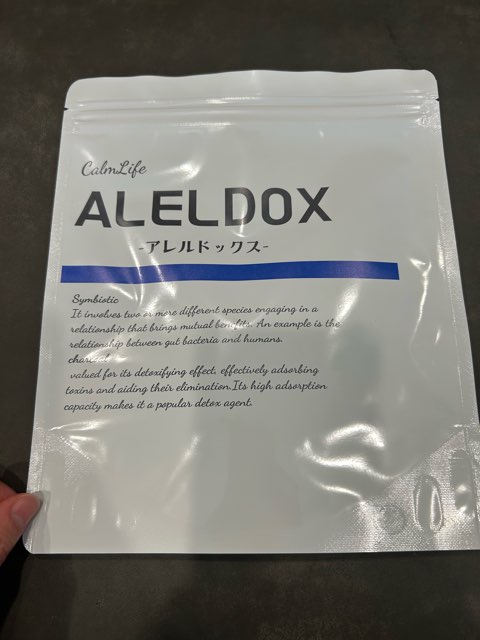 CalmLife
ALELDOX
-アレルドックス-
Symbiotic
It involves two or more different species engaging in a
relationship that brings mutual benefits. An example is the
relationship between gut bacteria and humans.
charcoal
valued for its detoxifying effect, effectively adsorbing
toxins and aiding their elimination.Its high adsorption
capacity makes it a popular detox agent.